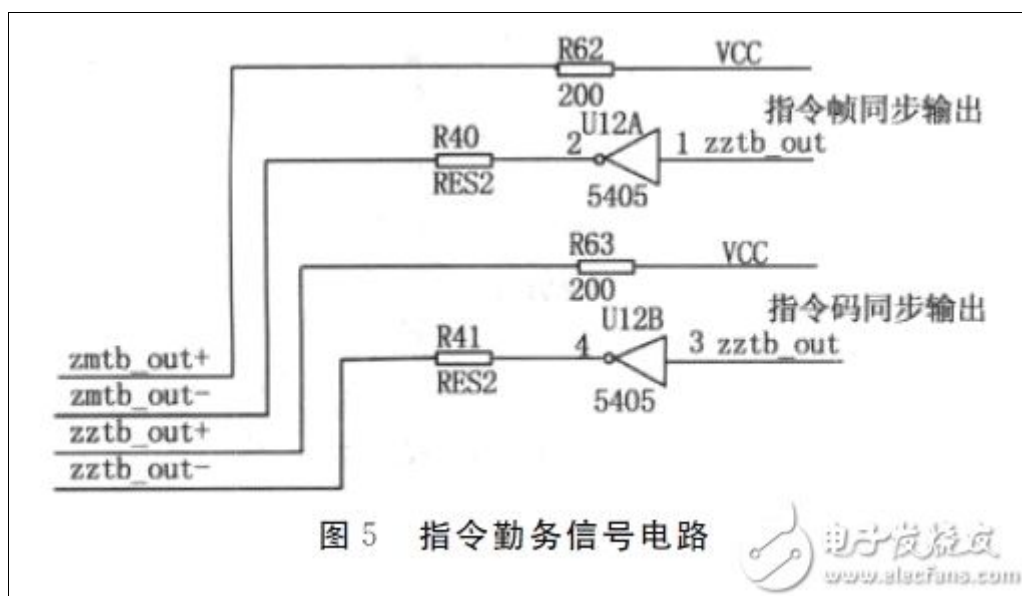 R62
VCC
200
指令帧同步输出
U12A
R40
2
1 zztb_out
RES2
5405
R63
VCC
200
指令码同步输出
U12B
R41
4
3 zztb_out
zmtb_out+
RES2
5405
zmtb_out-
zztb_out+
zztb_out-
图 5 指令勤务信号电路
电子发烧友
www.elecfans.com